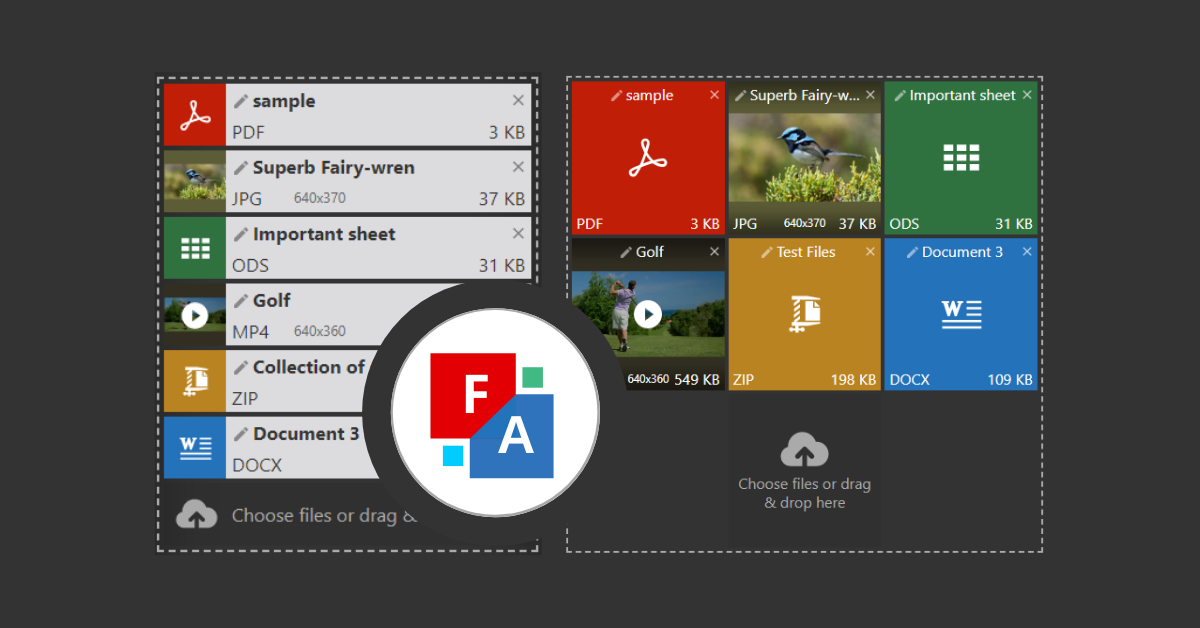 sample
PDF
3 KB
Superb Fairy-wren
JPG 640x370 37 KB
Important sheet
ODS 31 KB
Golf
MP4 640x360
Collection of
ZIP
Document 3
DOCX
Choose files or drag &
F
A
sample
PDF 3 KB
Superb Fairy-w...
JPG 640x370 37 KB
Important sheet
ODS 31 KB
Golf
640x360 549 KB
Test Files
ZIP 198 KB
Document 3
W
DOCX 109 KB
Choose files or drag
& drop here